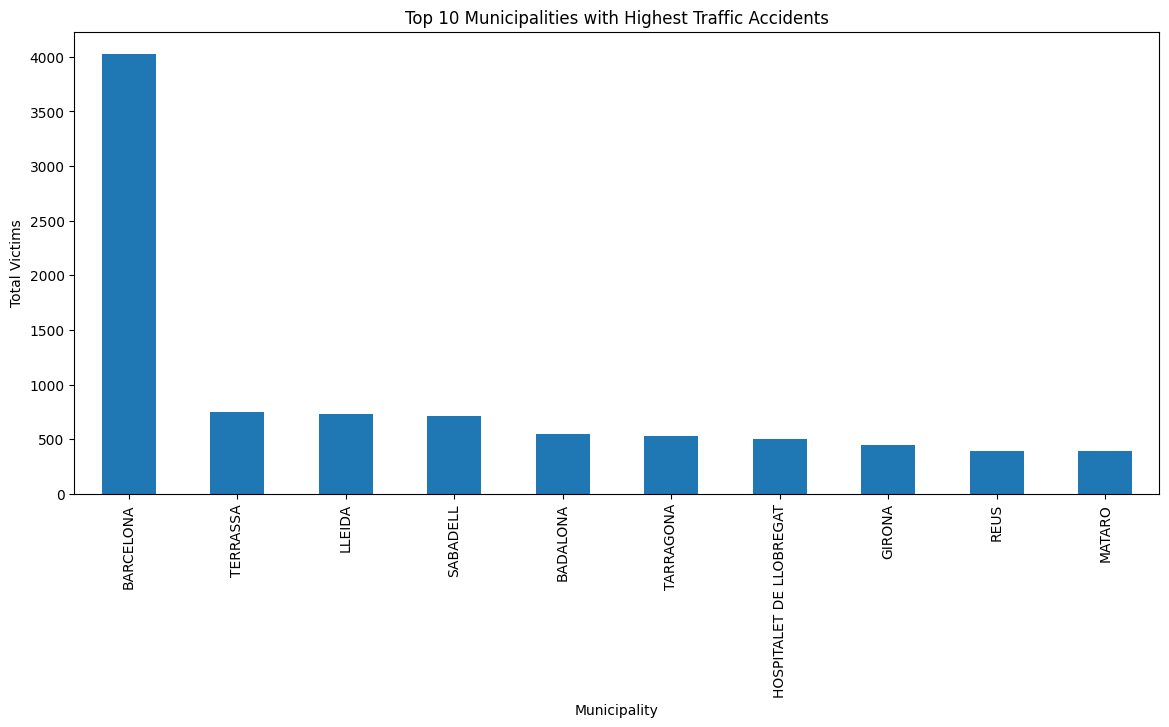 Top 10 Municipalities with Highest Traffic Accidents
Total Victims
4000
3500
3000
2500
2000
1500
1000
500
0
BARCELONA
TERRASSA
LLEIDA
SABADELL
BADALONA
TARRAGONA
HOSPITALET DE LLOBREGAT
GIRONA
REUS
MATARO
Municipality